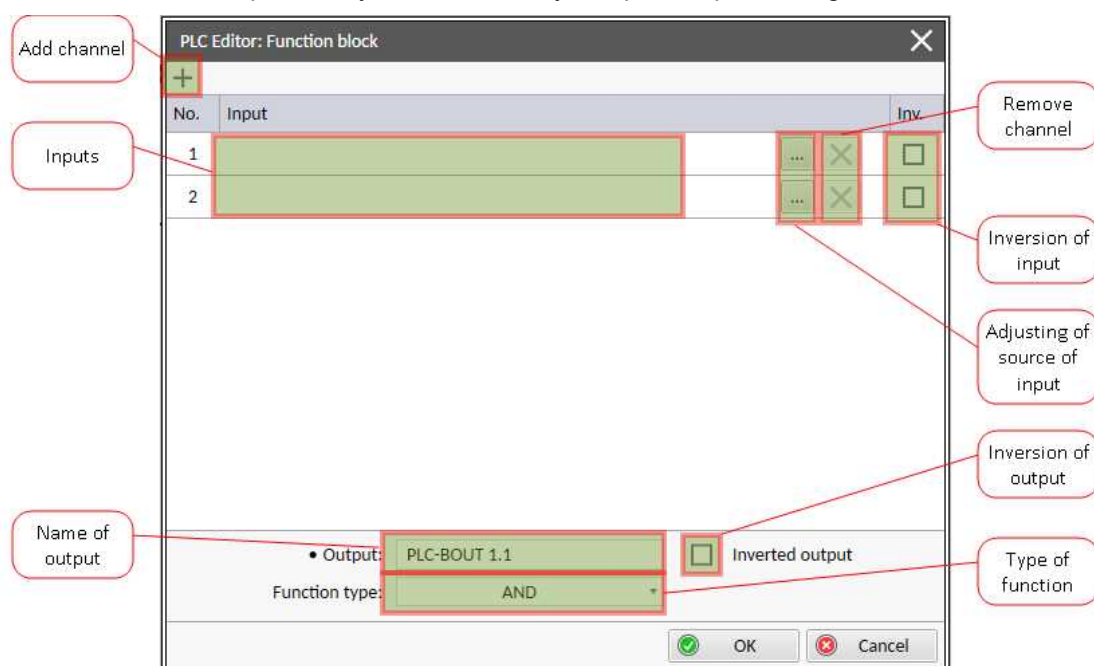 Add channel
PLC Editor: Function block
No. Input Inv.
Remove
channel
Inputs
1 ...
2 ...
Inversion of
input
Adjusting of
source of
input
Inversion of
output
Name of
output
• Output: PLC-BOUT 1.1 Inverted output
Function type: AND
Type of
function
OK Cancel